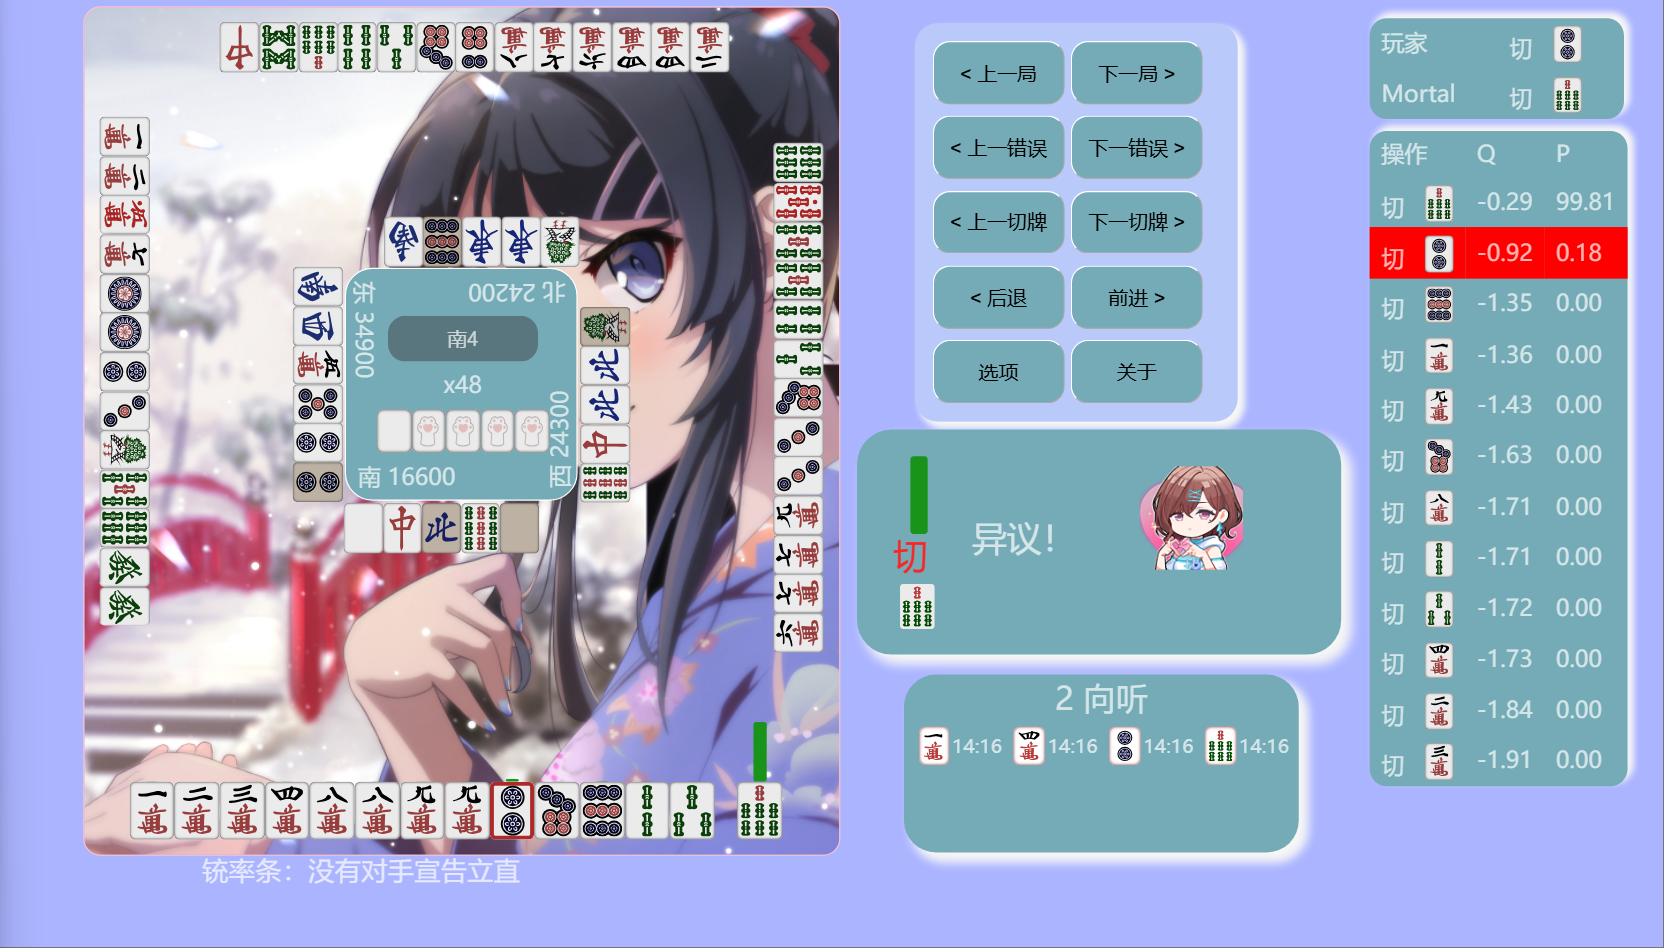 东 34900
北 24200
南4
x48
南 16600
西 24300
铳率条：没有对手宣告立直
< 上一局
下一局 >
< 上一错误
下一错误 >
< 上一切牌
下一切牌 >
< 后退
前进 >
选项
关于
切
异议！
2 向听
14:16
14:16
14:16
14:16
玩家 切
Mortal 切
操作 Q P
切 -0.29 99.81
切 -0.92 0.18
切 -1.35 0.00
切 -1.36 0.00
切 -1.43 0.00
切 -1.63 0.00
切 -1.71 0.00
切 -1.71 0.00
切 -1.72 0.00
切 -1.73 0.00
切 -1.84 0.00
切 -1.91 0.00